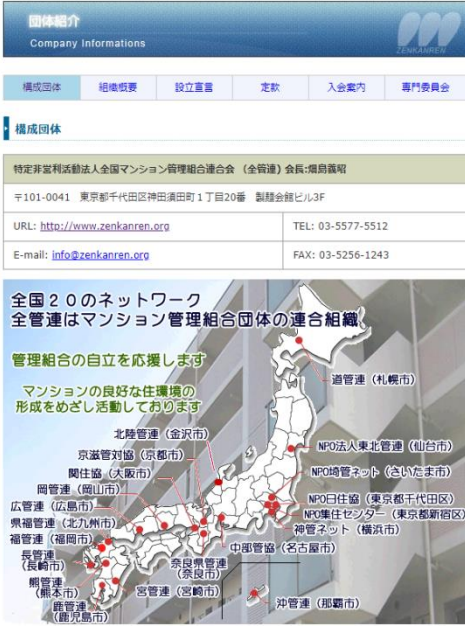 団体紹介
Company Informations
ZENKANREN
構成団体 組織概要 設立宣言 定款 入会案内 専門委員会
構成団体
特定非営利活動法人全国マンション管理組合連合会 （全管連） 会長:畑島義昭
〒101-0041 東京都千代田区神田須田町１丁目20番 製麺会館ビル3F
URL: http://www.zenkanren.org TEL: 03-5577-5512
E-mail: info@zenkanren.org FAX: 03-5256-1243
全国２０のネットワーク
全管連はマンション管理組合団体の連合組織
管理組合の自立を応援します
マンションの良好な住環境の
形成をめざし活動しております
道管連（札幌市）
北陸管連（金沢市）
京滋管対協（京都市）
NPO法人東北管連（仙台市）
関住協（大阪市）
NPO埼管ネット（さいたま市）
岡管連（岡山市）
NPO日住協（東京都千代田区）
広管連（広島市）
NPO集住センター（東京都新宿区）
県福管連（北九州市）
神管ネット（横浜市）
福管連（福岡市）
中部管協（名古屋市）
長管連
（長崎市）
奈良県管連
（奈良市）
熊管連
（熊本市）
宮管連（宮崎市）
沖管連（那覇市）
鹿管連
（鹿児島市）